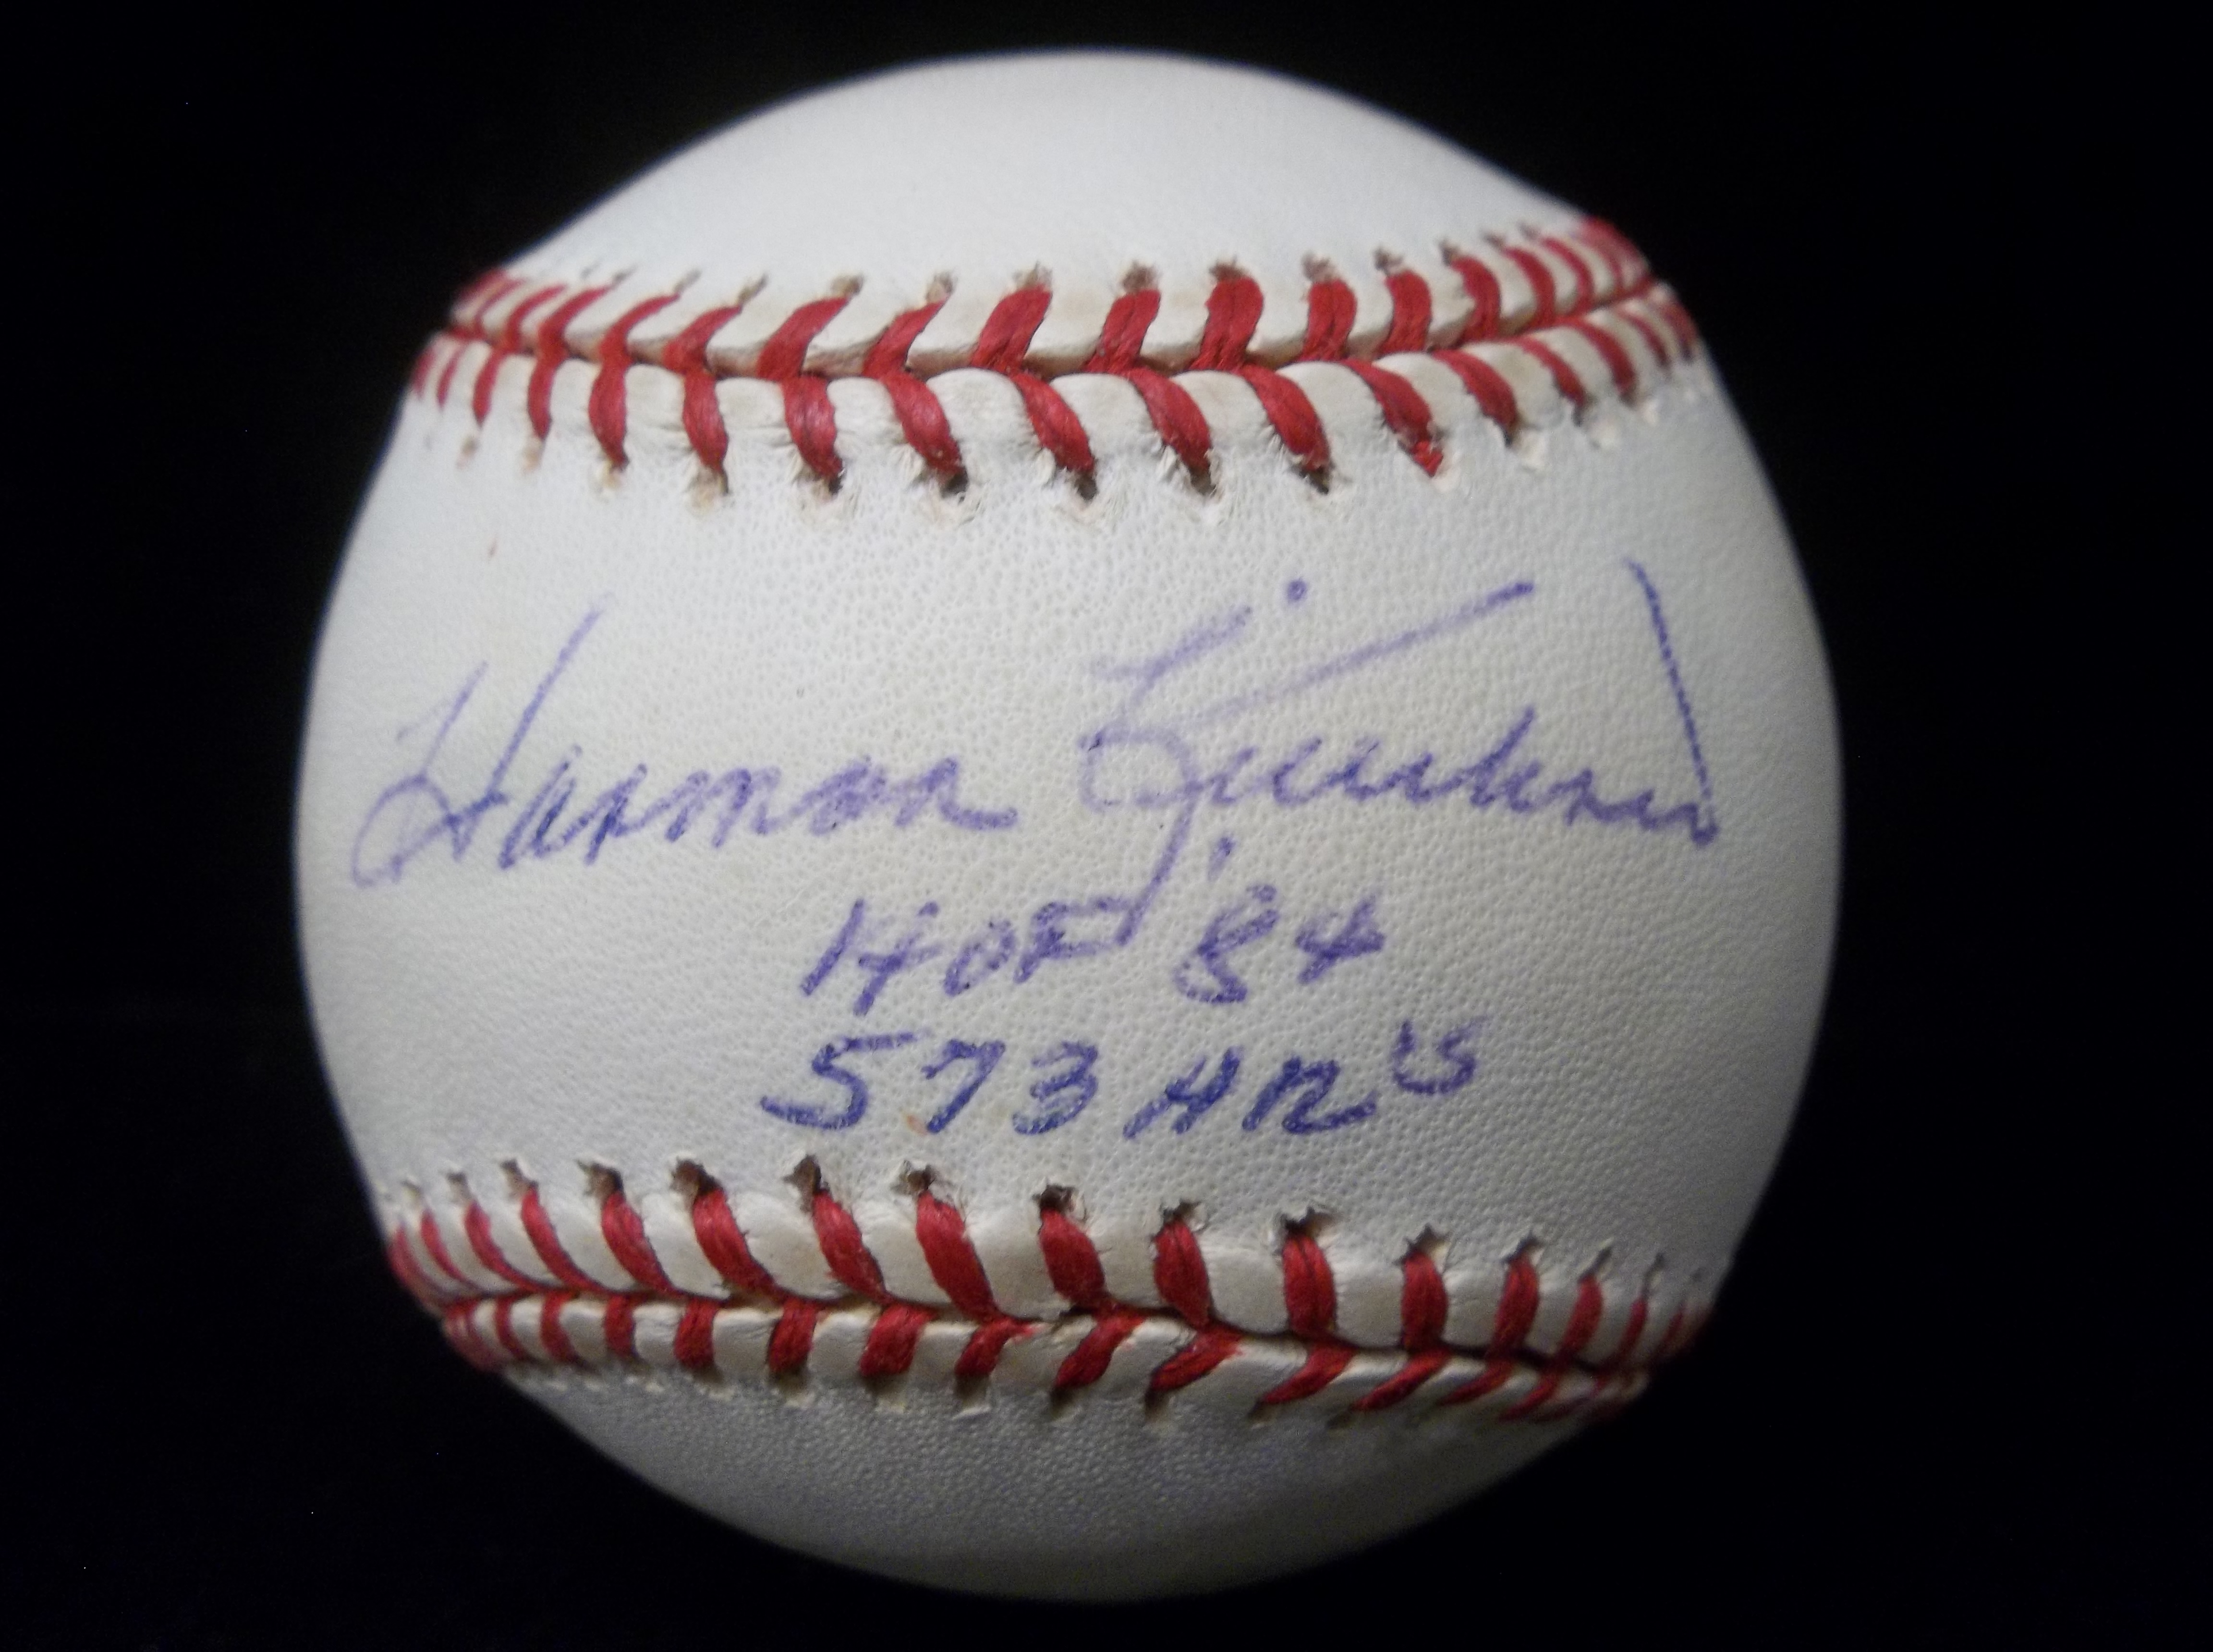 Harmon Killebrew
HOF '84
573 HR's